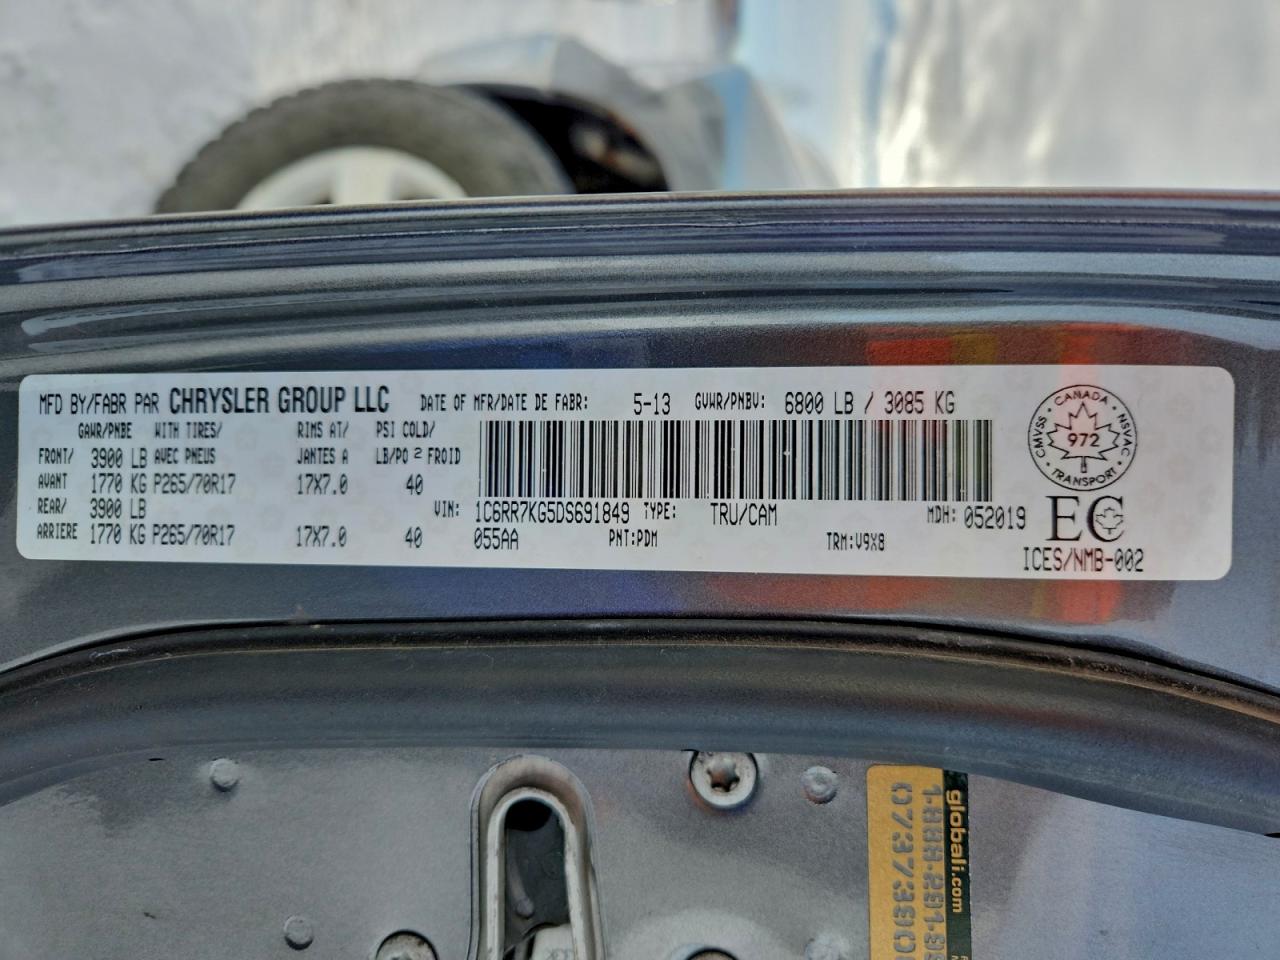 MFD BY/FABR PAR CHRYSLER GROUP LLC DATE OF MFR/DATE DE FABR: 5-13 GVWR/PNBV: 6800 LB / 3085 KG
GAWR/PNBE WITH TIRES/ RIMS AT/ PSI COLD/
FRONT/ 3900 LB AVEC PNEUS JANTES A LB/PO 2 FROID
AVANT 1770 KG P265/70R17 17X7.0 40
REAR/ 3900 LB VIN: 1C6RR7KG5DS691849 TYPE: TRU/CAM MDH: 052019
ARRIERE 1770 KG P265/70R17 17X7.0 40 055AA PNT:PDM TRM:V9X8
CANADA
CMVSS NSVAC
972
TRANSPORT
EC
ICES/NMB-002
globali.com